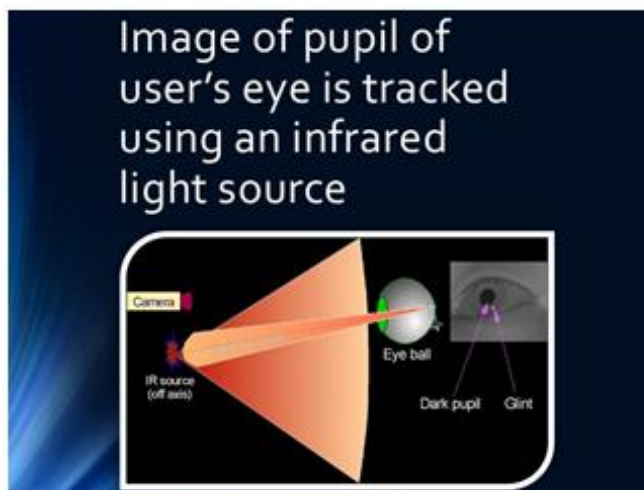 Image of pupil of
user's eye is tracked
using an infrared
light source
Camera
IR source
(off axis)
Eye ball
Dark pupil
Glint